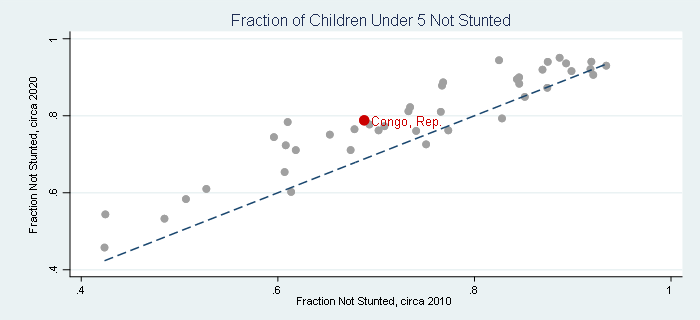 Fraction of Children Under 5 Not Stunted
Fraction Not Stunted, circa 2020
1
.8
.6
.4
Congo, Rep.
.4
.6
.8
1
Fraction Not Stunted, circa 2010